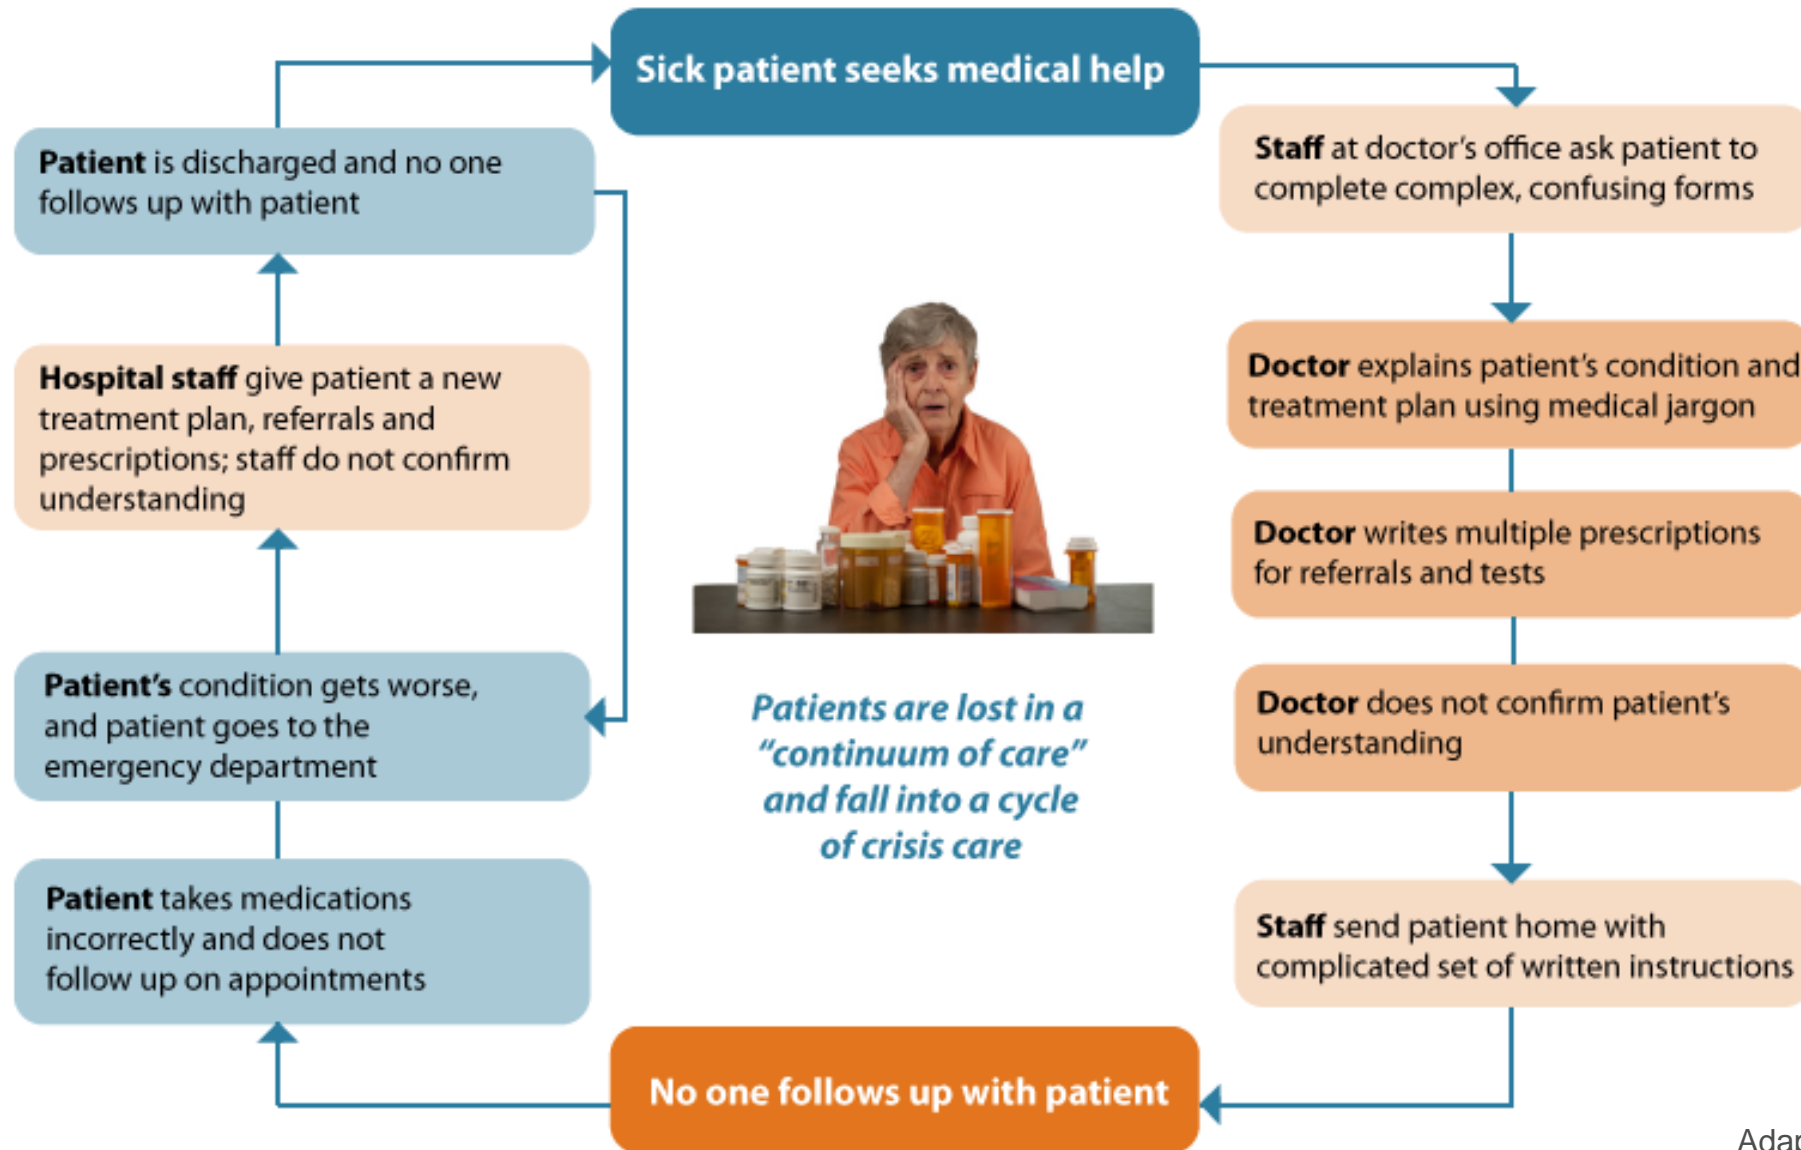 Sick patient seeks medical help
Staff at doctor's office ask patient to
complete complex, confusing forms
Doctor explains patient's condition and
treatment plan using medical jargon
Doctor writes multiple prescriptions
for referrals and tests
Doctor does not confirm patient's
understanding
Staff send patient home with
complicated set of written instructions
No one follows up with patient
Patient takes medications
incorrectly and does not
follow up on appointments
Patient's condition gets worse,
and patient goes to the
emergency department
Hospital staff give patient a new
treatment plan, referrals and
prescriptions; staff do not confirm
understanding
Patient is discharged and no one
follows up with patient
Patients are lost in a
"continuum of care"
and fall into a cycle
of crisis care
Adap